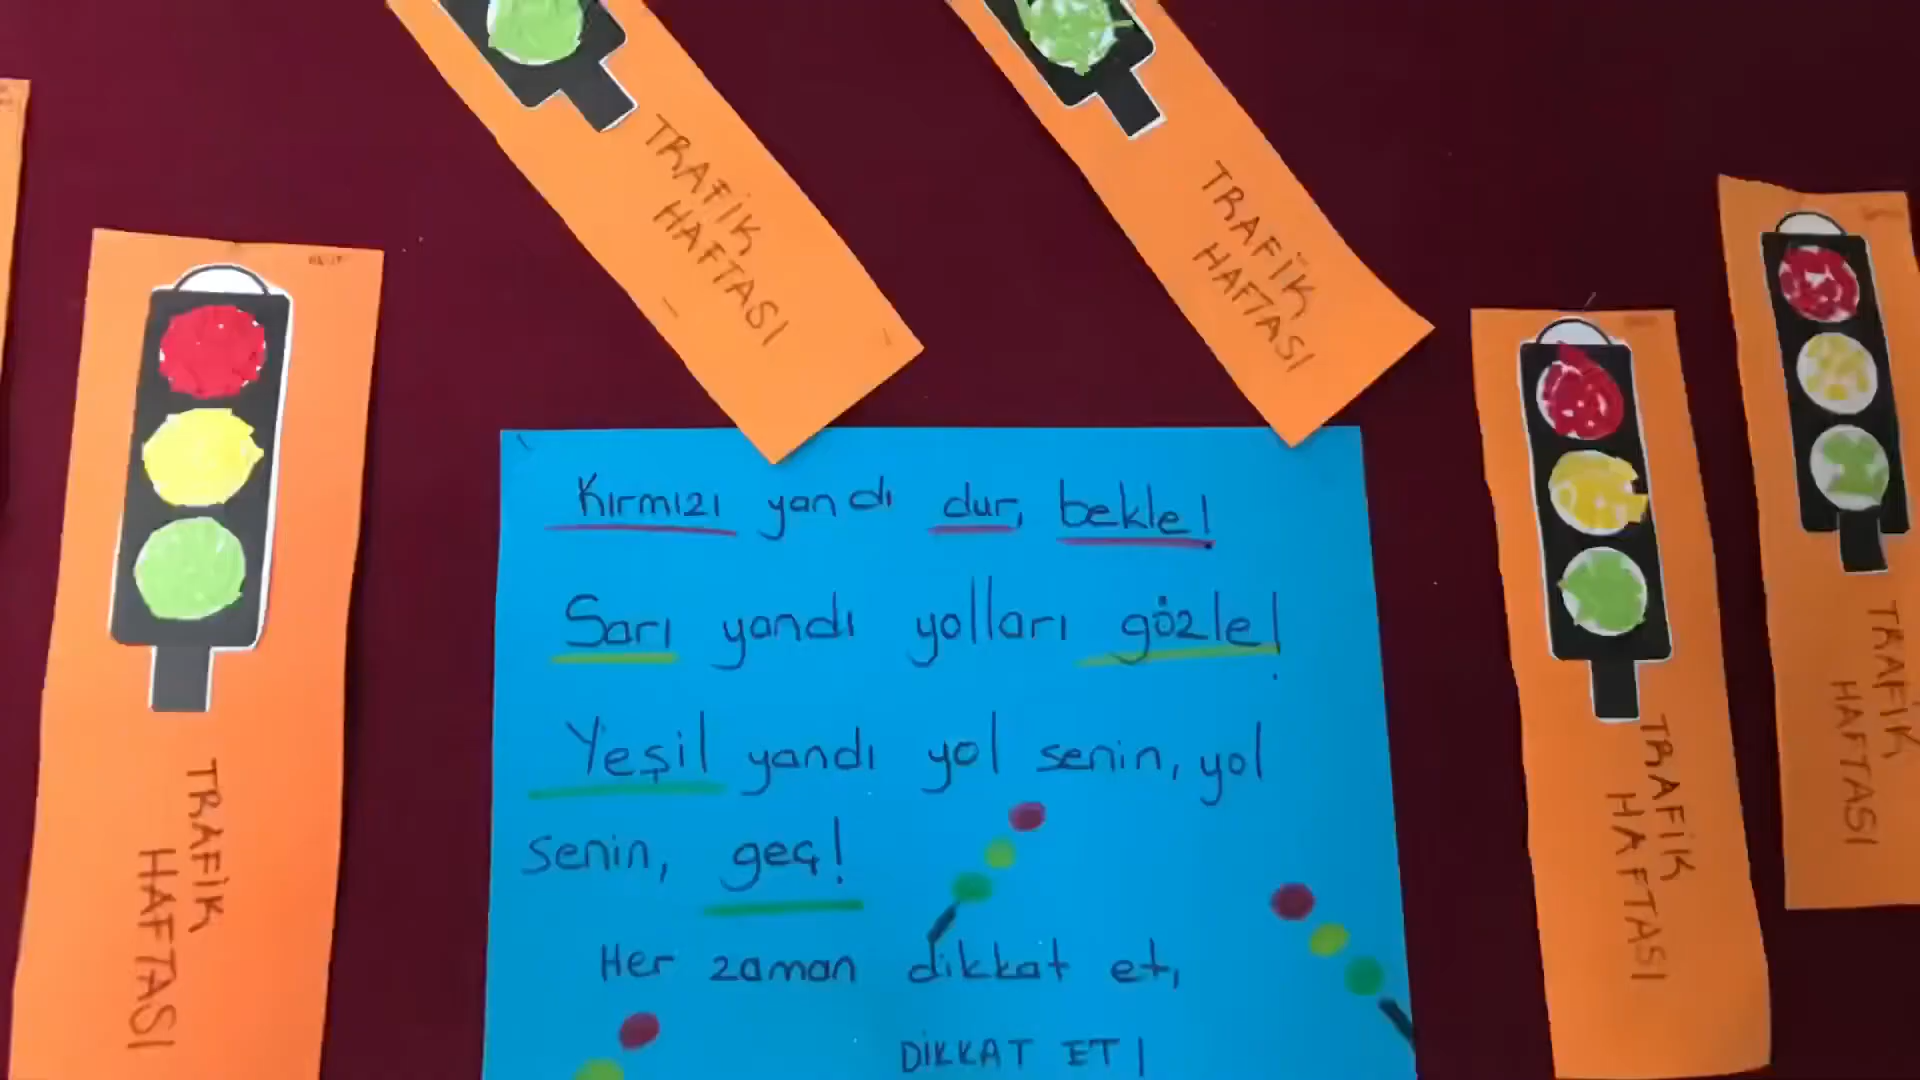 TRAFİK
HAFTASI
TRAFİK
HAFTASI
TRAFİK
HAFTASI
TRAFİK
HAFTASI
TRAFİK
HAFTASI
Kırmızı yandı dur, bekle!
Sarı yandı yolları gözle!
Yeşil yandı yol senin, yol
senin, geç!
Her zaman dikkat et,
DİKKAT ET!